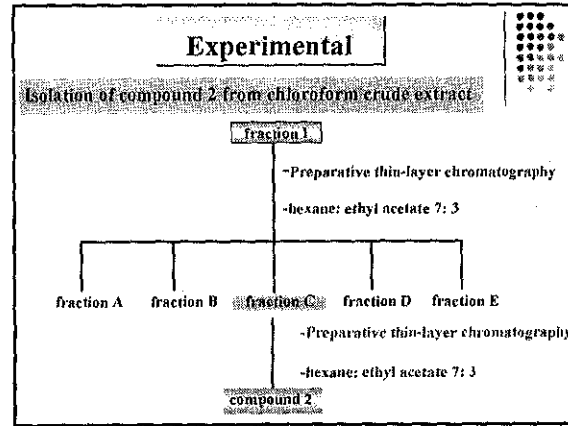 Experimental
Isolation of compound 2 from chloroform crude extract
fraction 1
-Preparative thin-layer chromatography
-hexane: ethyl acetate 7: 3
fraction A fraction B fraction C fraction D fraction E
-Preparative thin-layer chromatography
-hexane: ethyl acetate 7: 3
compound 2